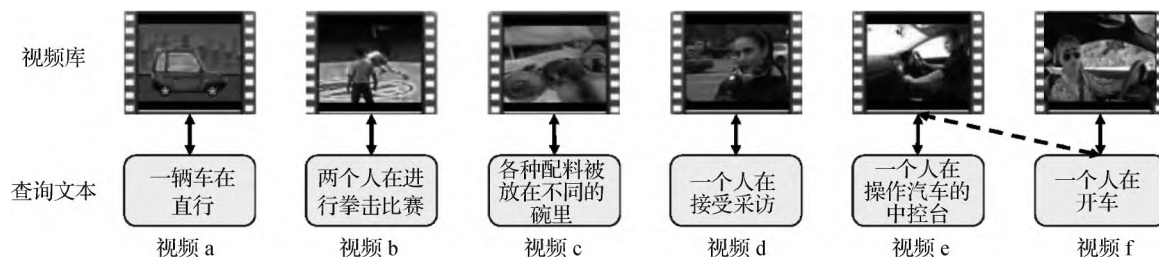 视频库
查询文本
一辆车在
直行
两个人在进
行拳击比赛
各种配料被
放在不同的
碗里
一个人在
接受采访
一个人在
操作汽车的
中控台
一个人在
开车
视频 a
视频 b
视频 c
视频 d
视频 e
视频 f